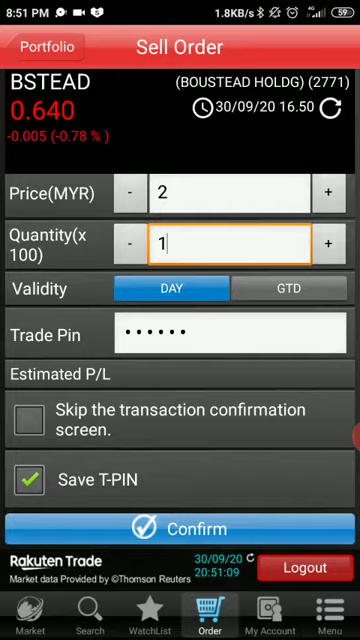 8:51 PM
1.8KB/s
4G
59
Portfolio
Sell Order
BSTEAD
(BOUSTEAD HOLDG) (2771)
0.640
30/09/20 16.50
-0.005 (-0.78 % )
Price(MYR)
-
2
+
Quantity(x 100)
-
1
+
Validity
DAY
GTD
Trade Pin
••••••
Estimated P/L
Skip the transaction confirmation
screen.
Save T-PIN
Confirm
Rakuten Trade
Market data Provided by ©Thomson Reuters
30/09/20
20:51:09
Logout
Market
Search
WatchList
Order
My Account
Menu